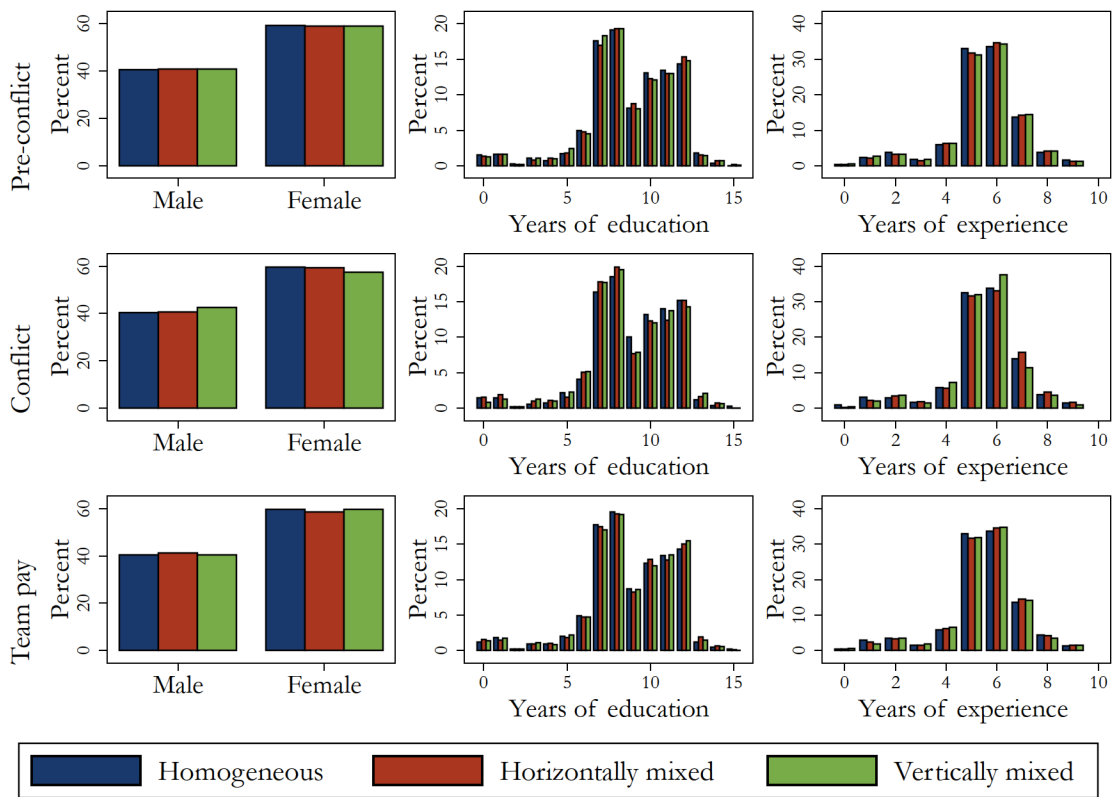 Pre-conflict
Percent
0 20 40 60
Male Female
Percent
0 5 10 15 20
0 5 10 15
Years of education
Percent
0 10 20 30 40
0 2 4 6 8 10
Years of experience
Conflict
Percent
0 20 40 60
Male Female
Percent
0 5 10 15 20
0 5 10 15
Years of education
Percent
0 10 20 30 40
0 2 4 6 8 10
Years of experience
Team pay
Percent
0 20 40 60
Male Female
Percent
0 5 10 15 20
0 5 10 15
Years of education
Percent
0 10 20 30 40
0 2 4 6 8 10
Years of experience
Homogeneous Horizontally mixed Vertically mixed